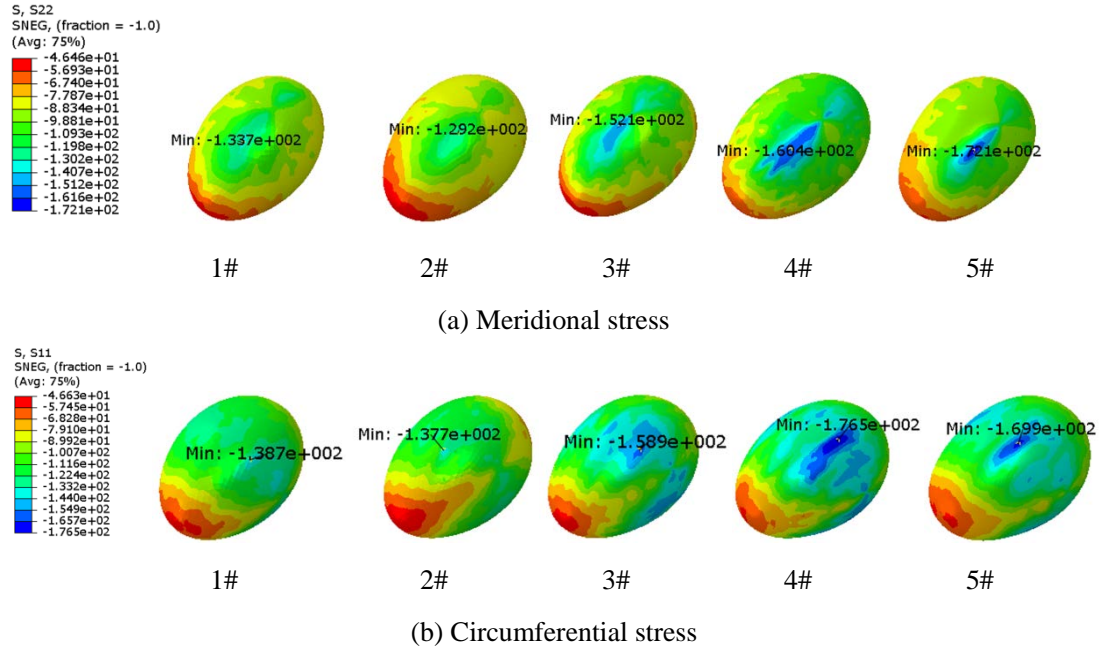 S, S22
SNEG, (fraction = -1.0)
(Avg: 75%)
-4.646e+01
-5.693e+01
-6.740e+01
-7.787e+01
-8.834e+01
-9.881e+01
-1.093e+02
-1.198e+02
-1.302e+02
-1.407e+02
-1.512e+02
-1.616e+02
-1.721e+02
Min: -1.337e+002
Min: -1.292e+002
Min: -1.521e+002
Min: -1.604e+002
Min: -1.721e+002
1# 2# 3# 4# 5#
(a) Meridional stress
S, S11
SNEG, (fraction = -1.0)
(Avg: 75%)
-4.663e+01
-5.745e+01
-6.828e+01
-7.910e+01
-8.992e+01
-1.007e+02
-1.116e+02
-1.224e+02
-1.332e+02
-1.440e+02
-1.549e+02
-1.657e+02
-1.765e+02
Min: -1.387e+002
Min: -1.377e+002
Min: -1.589e+002
Min: -1.765e+002
Min: -1.699e+002
1# 2# 3# 4# 5#
(b) Circumferential stress